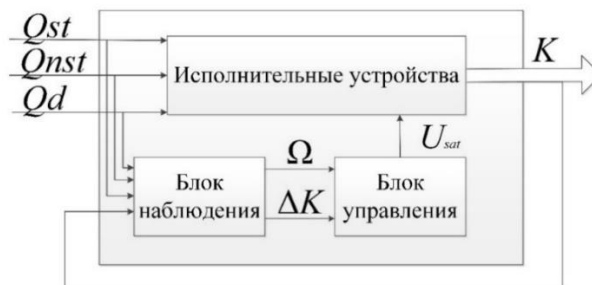 Qst
K
Qnst
Исполнительные устройства
Qd
Usat
Ω
Блок
наблюдения
ΔK
Блок
управления